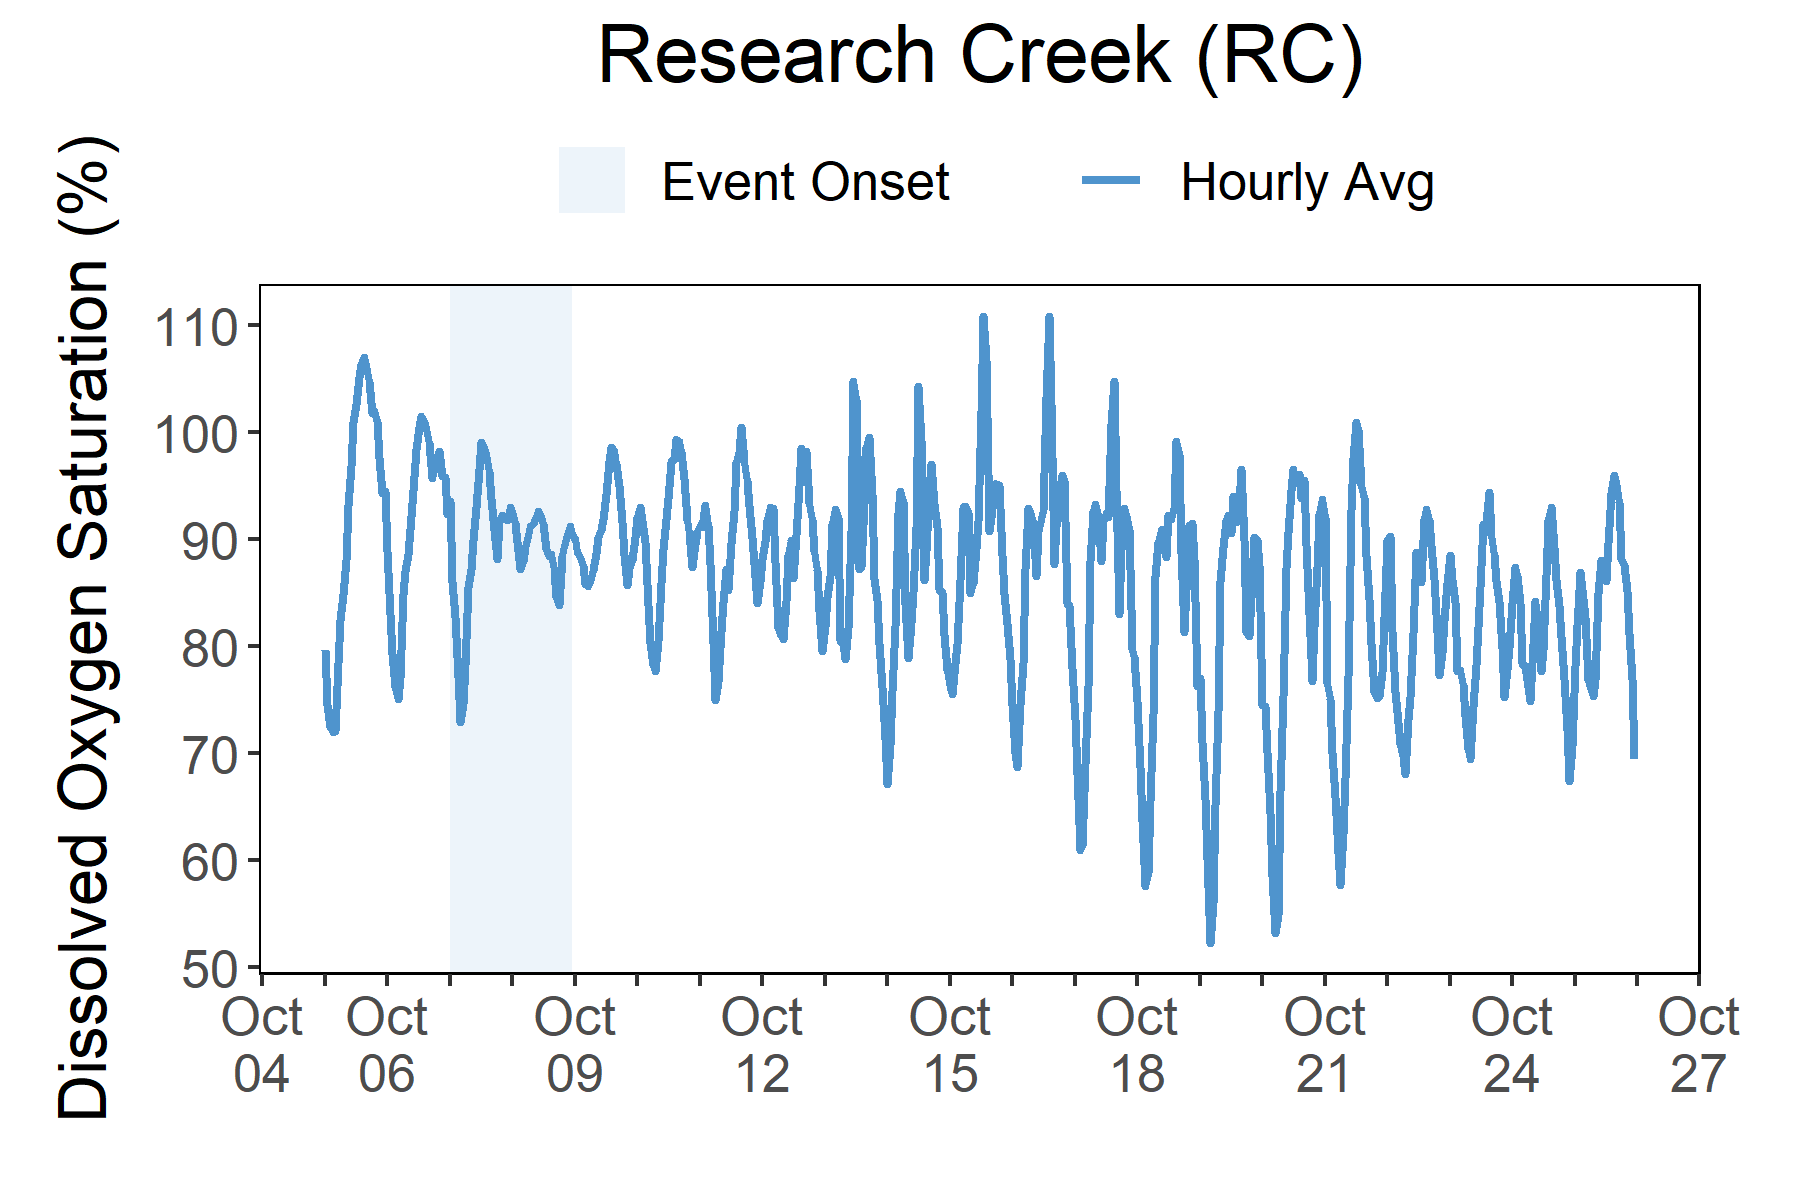 Research Creek (RC)
Event Onset
Hourly Avg
Dissolved Oxygen Saturation (%)
110
100
90
80
70
60
50
Oct
04
Oct
06
Oct
09
Oct
12
Oct
15
Oct
18
Oct
21
Oct
24
Oct
27